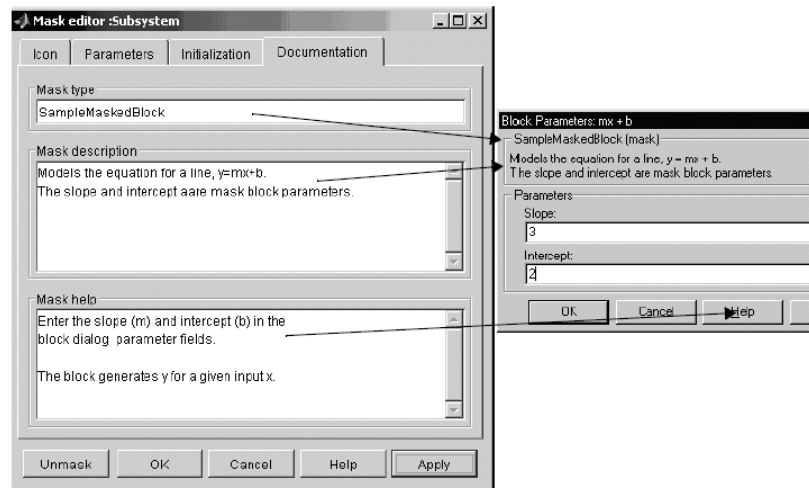 Mask editor :Subsystem
Icon
Parameters
Initialization
Documentation
Mask type
SampleMaskedBlock
Mask description
Models the equation for a line, y=mx+b.
The slope and intercept aare mask block parameters.
Mask help
Enter the slope (m) and intercept (b) in the
block dialog parameter fields.
The block generates y for a given input x.
Unmask
OK
Cancel
Help
Apply
Block Parameters: mx + b
SampleMaskedBlock (mask)
Models the equation for a line, y = mx + b.
The slope and intercept are mask block parameters.
Parameters
Slope:
3
Intercept:
2
OK
Cancel
Help